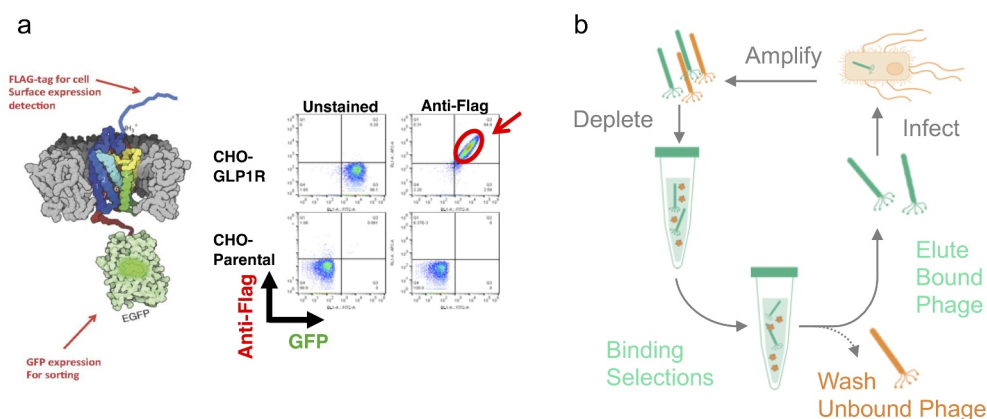 a
FLAG-tag for cell
Surface expression
detection
EGFP
GFP expression
For sorting
Unstained
Anti-Flag
CHO-
GLP1R
CHO-
Parental
Anti-Flag
GFP
b
Amplify
Deplete
Infect
Elute
Bound
Phage
Binding
Selections
Wash
Unbound Phage